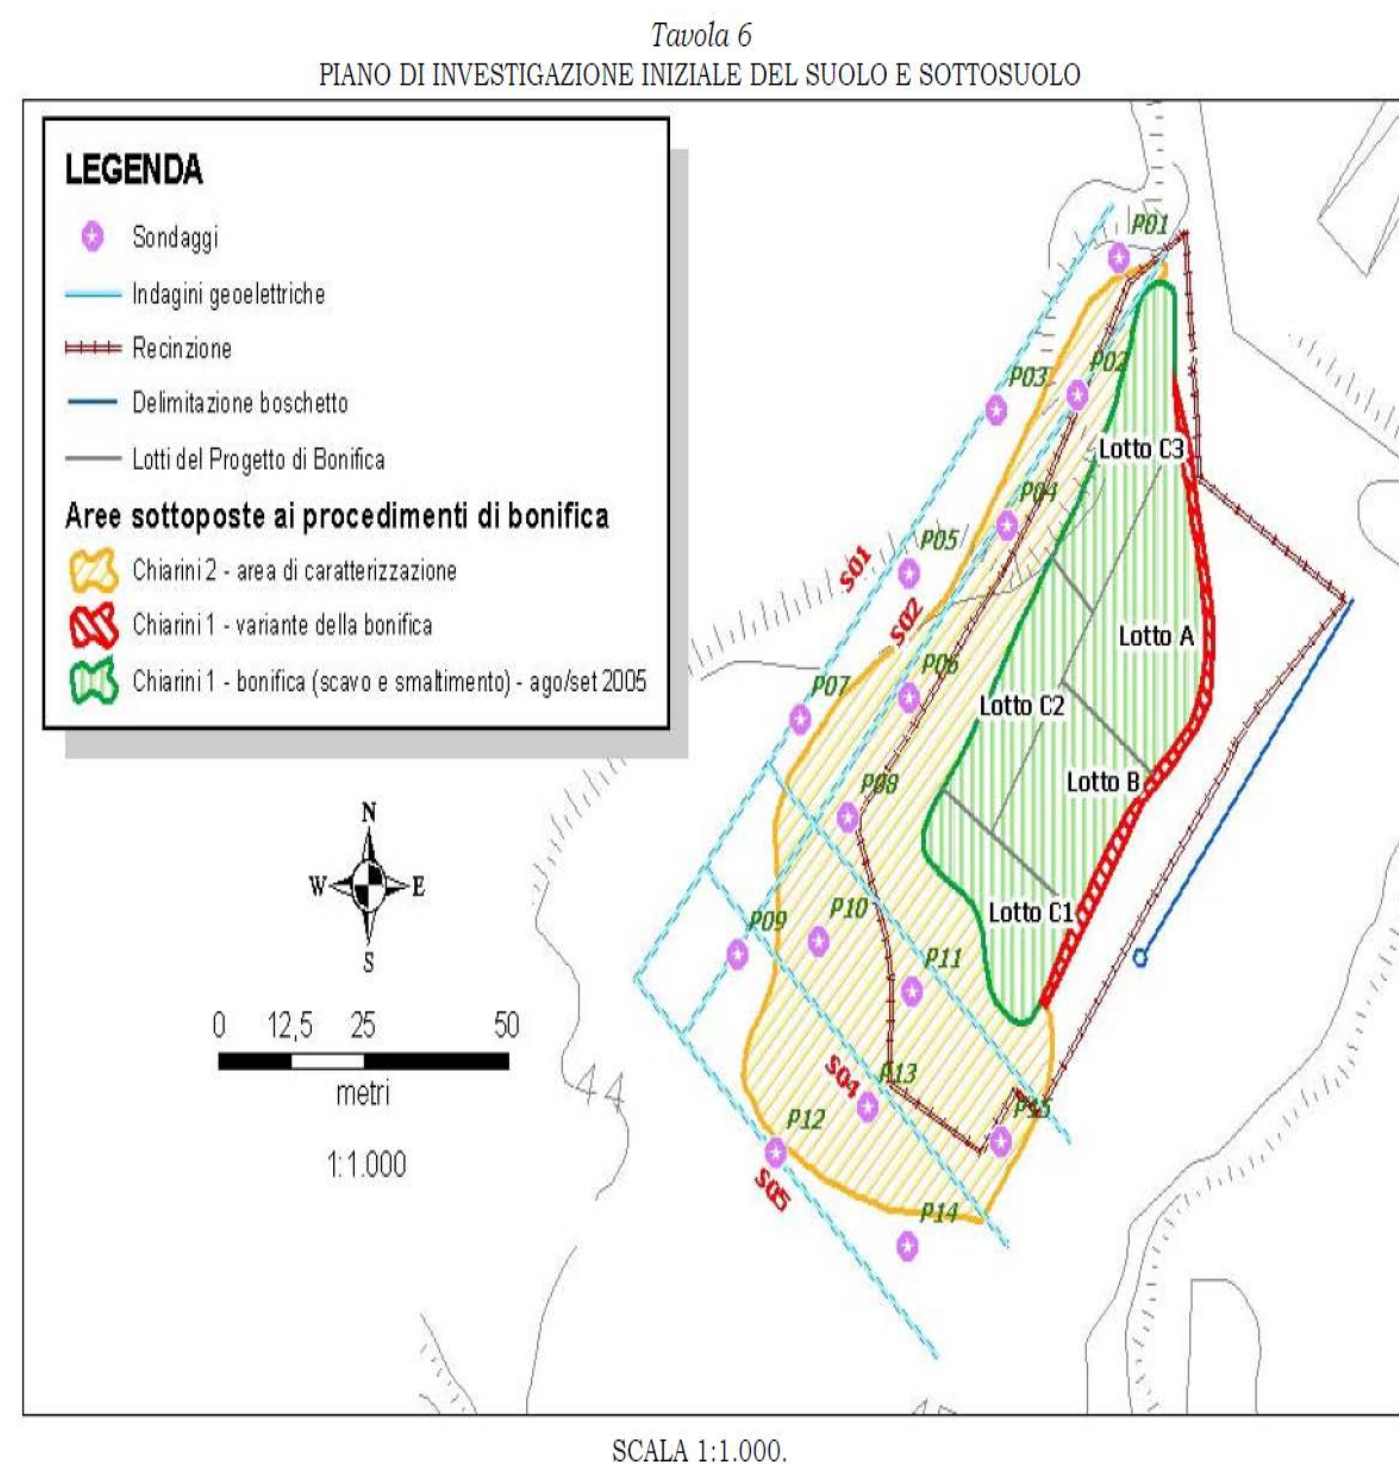 Tavola 6
PIANO DI INVESTIGAZIONE INIZIALE DEL SUOLO E SOTTOSUOLO
LEGENDA
Sondaggi
Indagini geoelettriche
Recinzione
Delimitazione boschetto
Lotti del Progetto di Bonifica
Aree sottoposte ai procedimenti di bonifica
Chiarini 2 - area di caratterizzazione
Chiarini 1 - variante della bonifica
Chiarini 1 - bonifica (scavo e smaltimento) - ago/set 2005
P01
P02
P03
Lotto C3
P04
P05
S01
S02
Lotto A
P06
P07
Lotto C2
P08
Lotto B
N
W E
S
P09
P10
Lotto C1
P11
0 12,5 25 50
metri
1:1.000
44
S04
P13
P15
P12
S05
P14
SCALA 1:1.000.